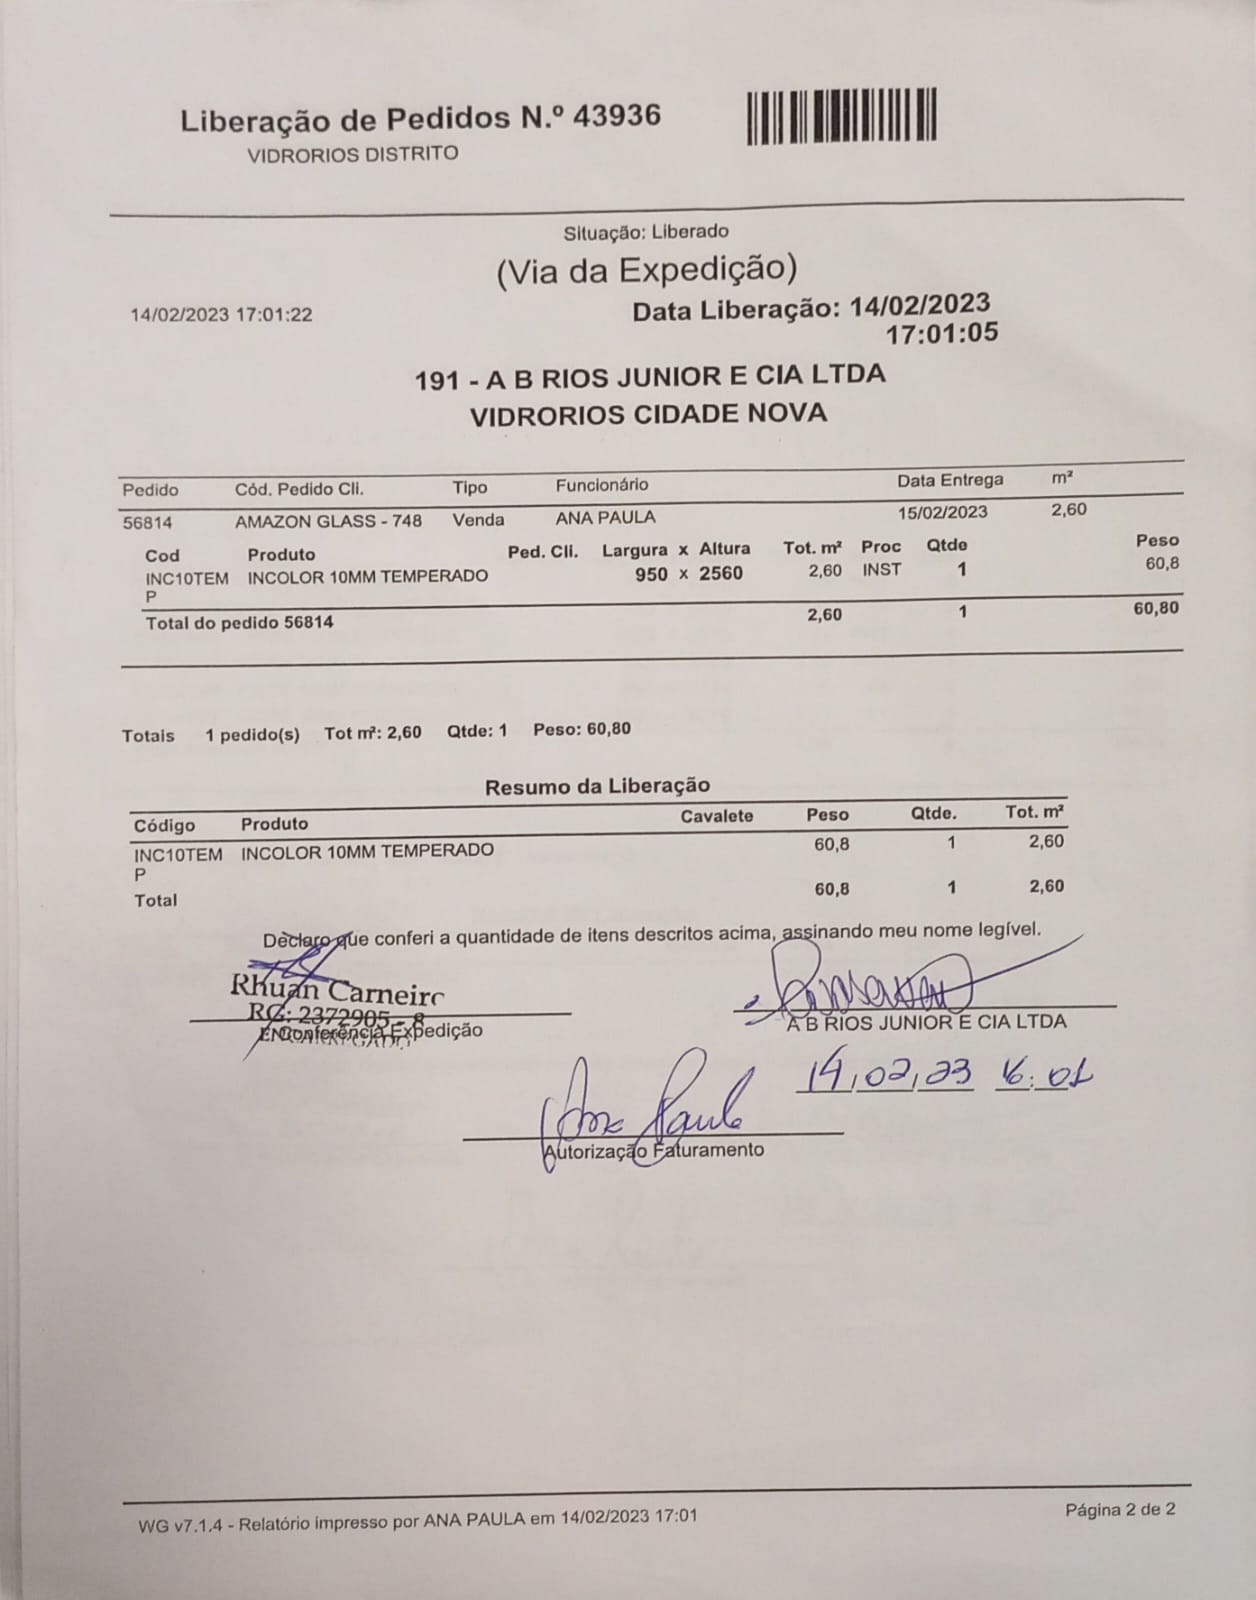 Liberação de Pedidos N.º 43936
VIDRORIOS DISTRITO
Situação: Liberado
(Via da Expedição)
14/02/2023 17:01:22
Data Liberação: 14/02/2023
17:01:05
191 - A B RIOS JUNIOR E CIA LTDA
VIDRORIOS CIDADE NOVA
Pedido Cód. Pedido Cli. Tipo Funcionário Data Entrega m²
56814 AMAZON GLASS - 748 Venda ANA PAULA 15/02/2023 2,60
Cod Produto Ped. Cli. Largura x Altura Tot. m² Proc Qtde Peso
INC10TEM INCOLOR 10MM TEMPERADO 950 x 2560 2,60 INST 1 60,8
P
Total do pedido 56814 2,60 1 60,80
Totais 1 pedido(s) Tot m²: 2,60 Qtde: 1 Peso: 60,80
Resumo da Liberação
Código Produto Cavalete Peso Qtde. Tot. m²
INC10TEM INCOLOR 10MM TEMPERADO 60,8 1 2,60
P
Total 60,8 1 2,60
Declaro que conferi a quantidade de itens descritos acima, assinando meu nome legível.
Rhuan Carneiro
RG: 2372905 - 8
Conferência Expedição
A B RIOS JUNIOR E CIA LTDA
14,02,23 16:01
Ana Paula
Autorização Faturamento
WG v7.1.4 - Relatório impresso por ANA PAULA em 14/02/2023 17:01
Página 2 de 2